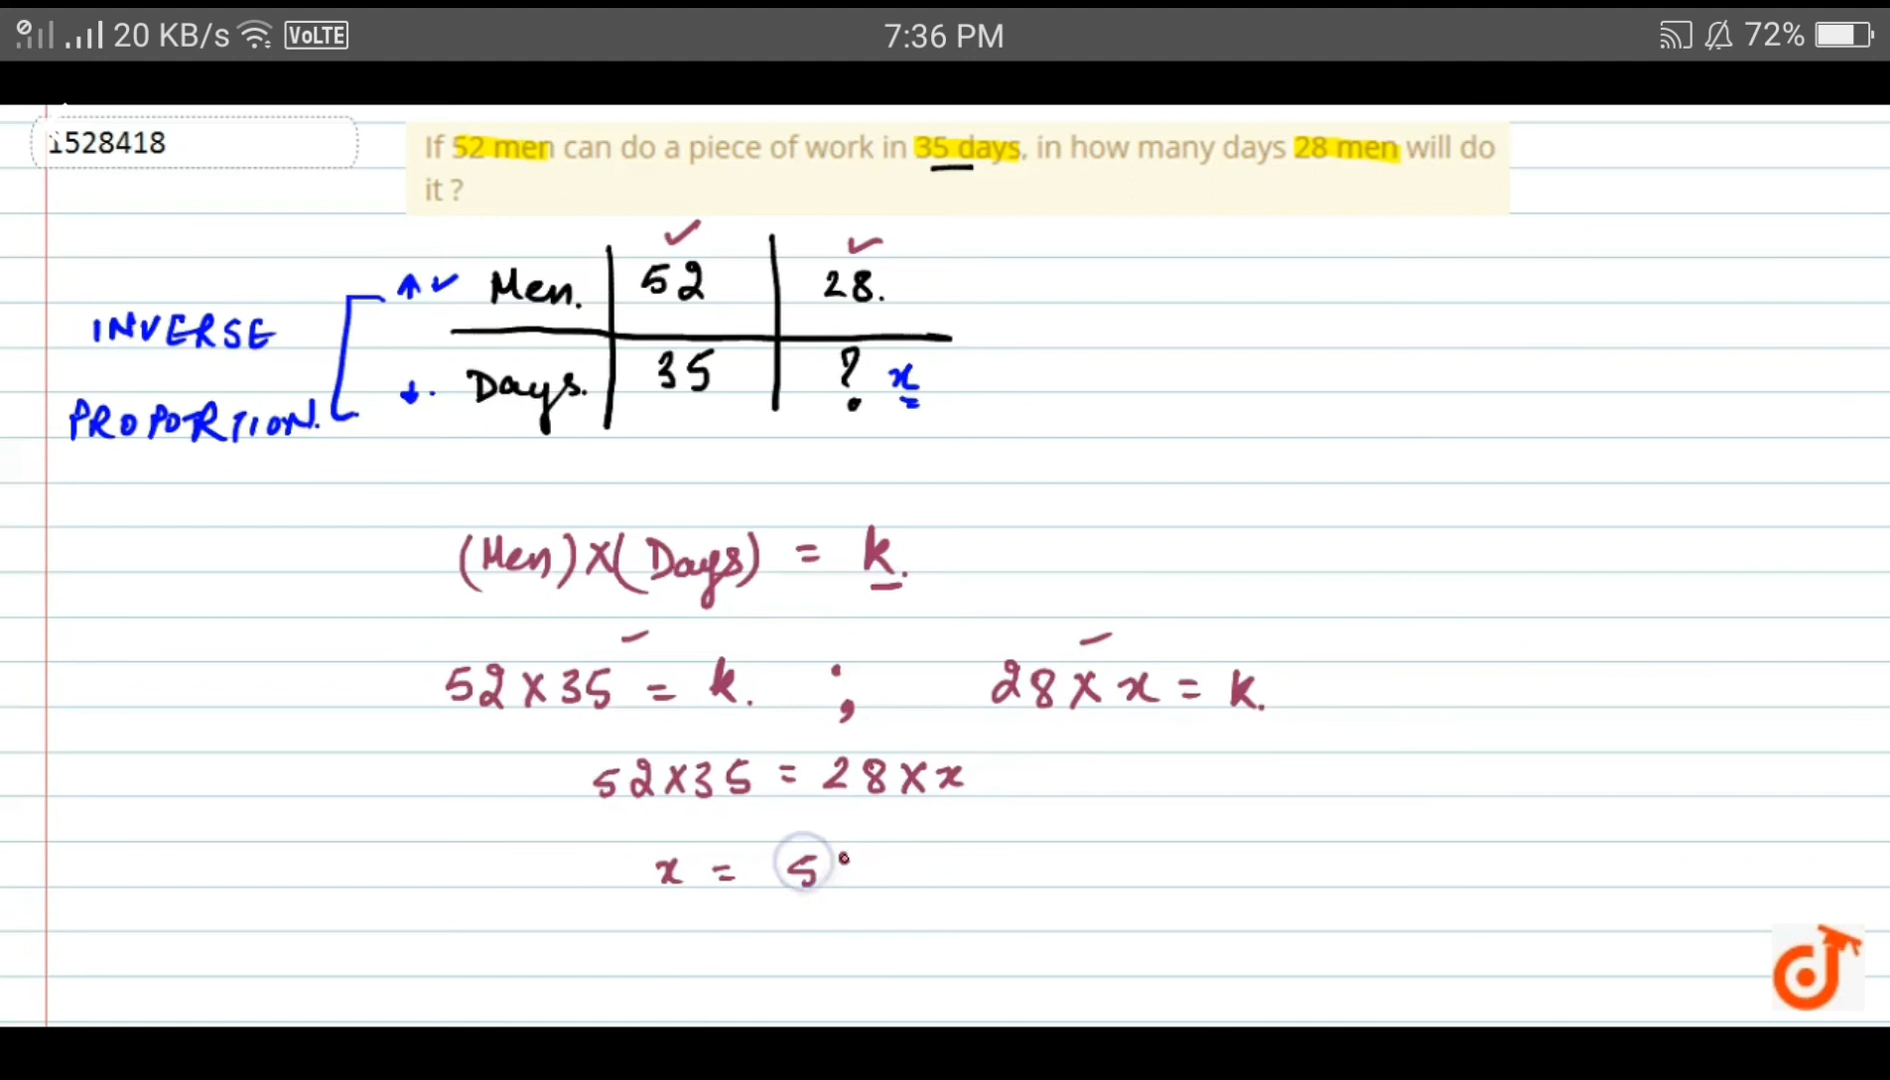 20 KB/s VoLTE 7:36 PM 72%
1528418
If 52 men can do a piece of work in 35 days, in how many days 28 men will do
it ?
↑✓ Men. 52 28.
INVERSE
↓. Days. 35 ? x
PROPORTION.
(Men)×(Days) = k.
52×35 = k. ; 28×x = k.
52×35 = 28×x
x = 5